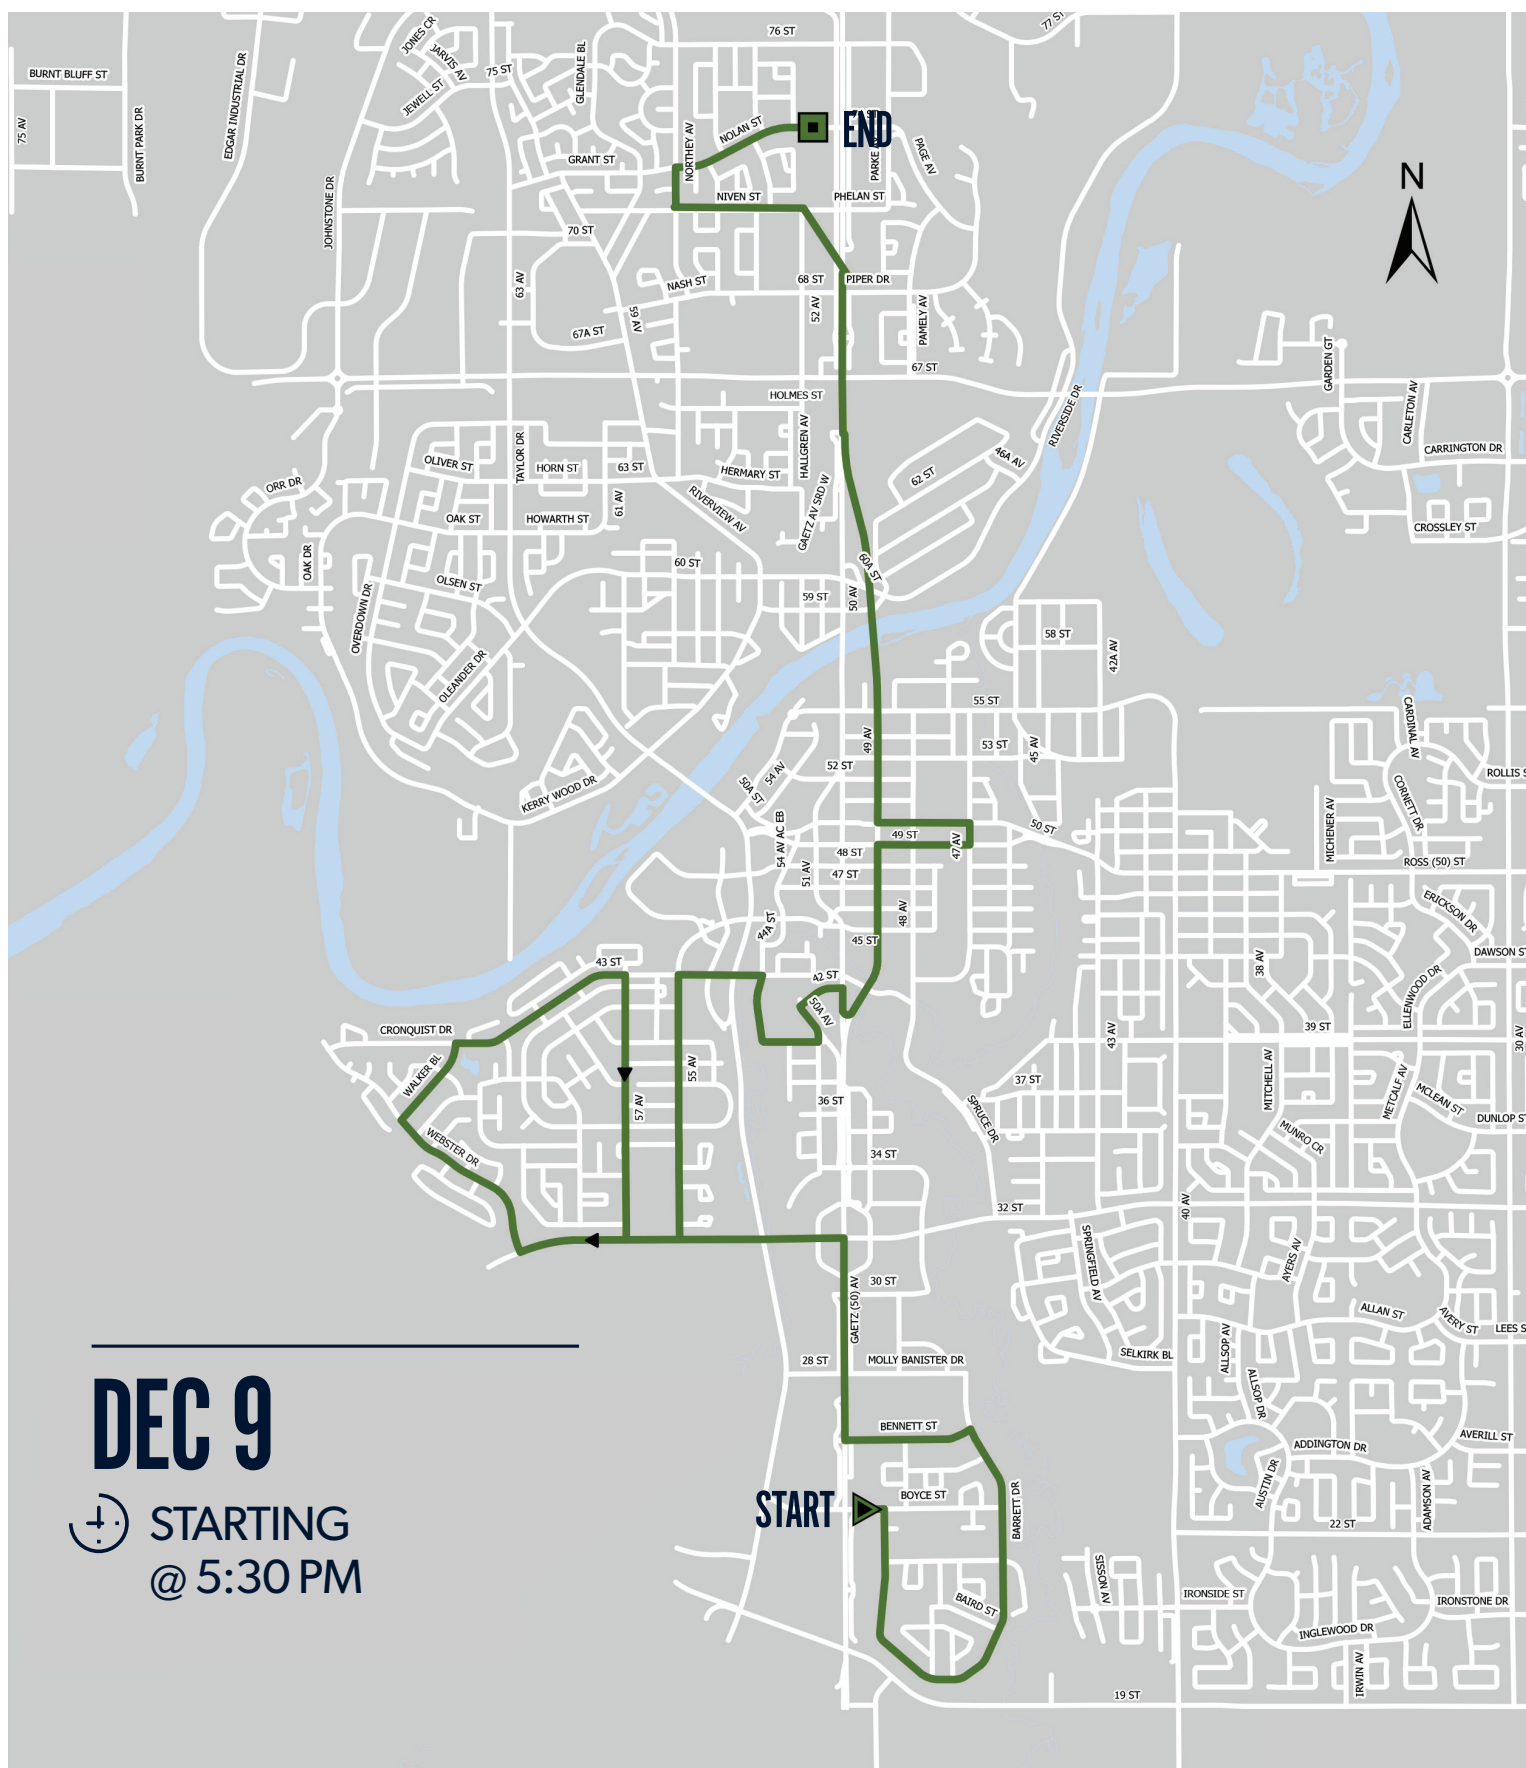 76 ST
77 ST
JONES CR
JARVIS AV
75 ST
GLENDALE BL
BURNT BLUFF ST
EDGAR INDUSTRIAL DR
JEWELL ST
75 AV
BURNT PARK DR
NOLAN ST
END
NORTHEY AV
PARKE AV
PAGE AV
GRANT ST
N
JOHNSTONE DR
NIVEN ST
PHELAN ST
70 ST
63 AV
NASH ST
68 ST
PIPER DR
59 AV
52 AV
PAMELY AV
67A ST
67 ST
GARDEN GT
HOLMES ST
RIVERSIDE DR
CARLETON AV
TAYLOR DR
HALLGREN AV
CARRINGTON DR
OLIVER ST
HORN ST
63 ST
HERMARY ST
46A AV
62 ST
ORR DR
61 AV
RIVERVIEW AV
GAETZ AV SRD W
OAK ST
HOWARTH ST
CROSSLEY ST
OAK DR
60 ST
60A ST
OLSEN ST
59 ST
50 AV
OVERDOWN DR
58 ST
42A AV
OLEANDER DR
55 ST
CARDINAL AV
49 AV
53 ST
45 AV
52 ST
54 AV
ROLLIS S
50A ST
KERRY WOOD DR
CORNETT DR
MICHENER AV
54 AV AC EB
49 ST
50 ST
47 AV
48 ST
ROSS (50) ST
51 AV
47 ST
ERICKSON DR
48 AV
44A ST
45 ST
DAWSON ST
43 ST
38 AV
42 ST
ELLENWOOD DR
50A AV
CRONQUIST DR
39 ST
43 AV
30 AV
WALKER BL
55 AV
37 ST
MITCHELL AV
METCALF AV
57 AV
36 ST
MCLEAN ST
SPRUCE DR
DUNLOP ST
WEBSTER DR
MUNRO CR
34 ST
32 ST
40 AV
SPRINGFIELD AV
AYERS AV
30 ST
GAETZ (50) AV
ALLAN ST
AVERY ST
LEES S
28 ST
MOLLY BANISTER DR
SELKIRK BL
ALLSOP AV
ALLSOP DR
DEC 9
BENNETT ST
AVERILL ST
ADDINGTON DR
AUSTIN DR
BOYCE ST
START
BARRETT DR
ADAMSON AV
STARTING
@ 5:30 PM
22 ST
SISSON AV
BAIRD ST
IRONSIDE ST
IRONSTONE DR
INGLEWOOD DR
IRWIN AV
19 ST